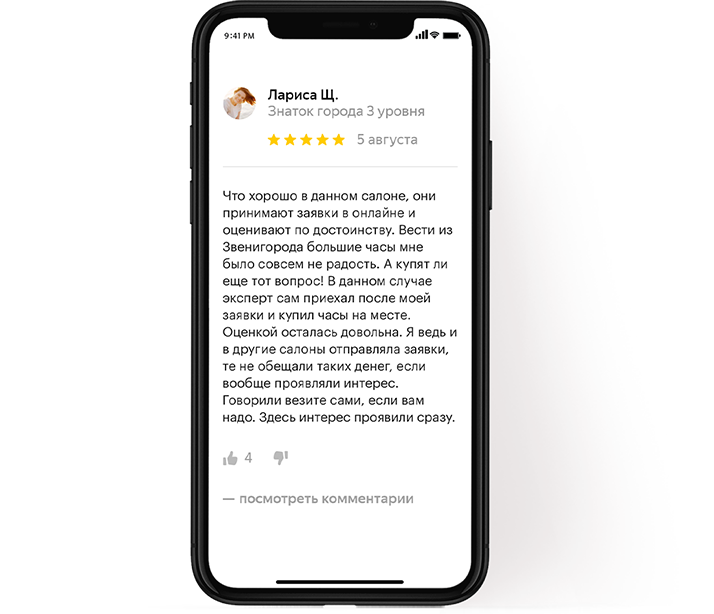 9:41 PM
Лариса Щ.
Знаток города 3 уровня
5 августа
Что хорошо в данном салоне, они
принимают заявки в онлайне и
оценивают по достоинству. Вести из
Звенигорода большие часы мне
было совсем не радость. А купят ли
еще тот вопрос! В данном случае
эксперт сам приехал после моей
заявки и купил часы на месте.
Оценкой осталась довольна. Я ведь и
в другие салоны отправляла заявки,
те не обещали таких денег, если
вообще проявляли интерес.
Говорили везите сами, если вам
надо. Здесь интерес проявили сразу.
4
— посмотреть комментарии